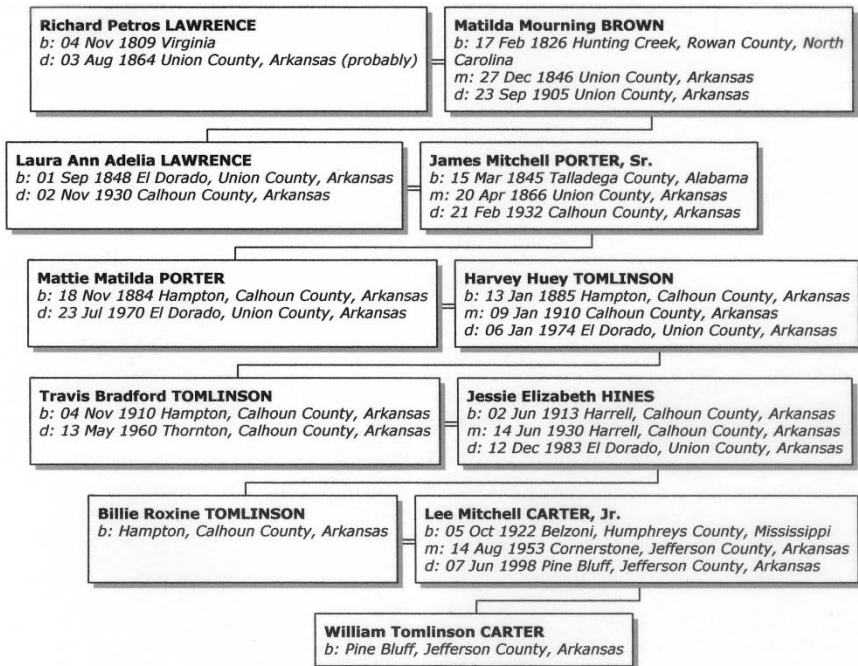 Richard Petros LAWRENCE
b: 04 Nov 1809 Virginia
d: 03 Aug 1864 Union County, Arkansas (probably)
Matilda Mourning BROWN
b: 17 Feb 1826 Hunting Creek, Rowan County, North
Carolina
m: 27 Dec 1846 Union County, Arkansas
d: 23 Sep 1905 Union County, Arkansas
Laura Ann Adelia LAWRENCE
b: 01 Sep 1848 El Dorado, Union County, Arkansas
d: 02 Nov 1930 Calhoun County, Arkansas
James Mitchell PORTER, Sr.
b: 15 Mar 1845 Talladega County, Alabama
m: 20 Apr 1866 Union County, Arkansas
d: 21 Feb 1932 Calhoun County, Arkansas
Mattie Matilda PORTER
b: 18 Nov 1884 Hampton, Calhoun County, Arkansas
d: 23 Jul 1970 El Dorado, Union County, Arkansas
Harvey Huey TOMLINSON
b: 13 Jan 1885 Hampton, Calhoun County, Arkansas
m: 09 Jan 1910 Calhoun County, Arkansas
d: 06 Jan 1974 El Dorado, Union County, Arkansas
Travis Bradford TOMLINSON
b: 04 Nov 1910 Hampton, Calhoun County, Arkansas
d: 13 May 1960 Thornton, Calhoun County, Arkansas
Jessie Elizabeth HINES
b: 02 Jun 1913 Harrell, Calhoun County, Arkansas
m: 14 Jun 1930 Harrell, Calhoun County, Arkansas
d: 12 Dec 1983 El Dorado, Union County, Arkansas
Billie Roxine TOMLINSON
b: Hampton, Calhoun County, Arkansas
Lee Mitchell CARTER, Jr.
b: 05 Oct 1922 Belzoni, Humphreys County, Mississippi
m: 14 Aug 1953 Cornerstone, Jefferson County, Arkansas
d: 07 Jun 1998 Pine Bluff, Jefferson County, Arkansas
William Tomlinson CARTER
b: Pine Bluff, Jefferson County, Arkansas